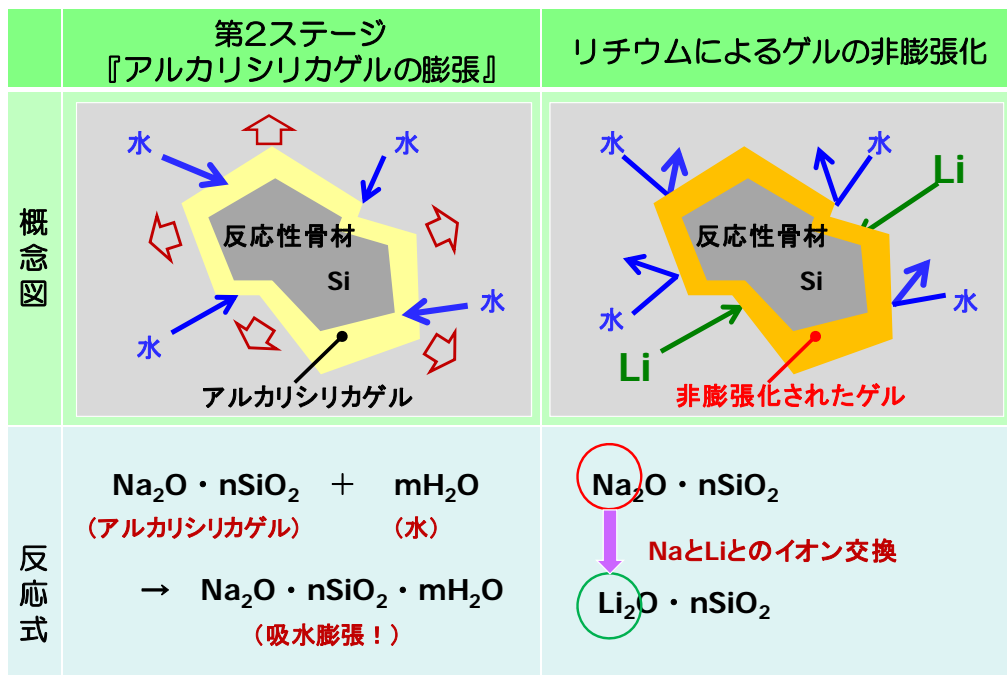 第2ステージ
『アルカリシリカゲルの膨張』
リチウムによるゲルの非膨張化
概念図
水
水
反応性骨材
Si
水
水
アルカリシリカゲル
水
水
Li
反応性骨材
Si
水
水
Li
非膨張化されたゲル
反応式
Na₂O・nSiO₂ ＋ mH₂O
（アルカリシリカゲル） （水）
→ Na₂O・nSiO₂・mH₂O
（吸水膨張！）
Na₂O・nSiO₂
NaとLiとのイオン交換
Li₂O・nSiO₂